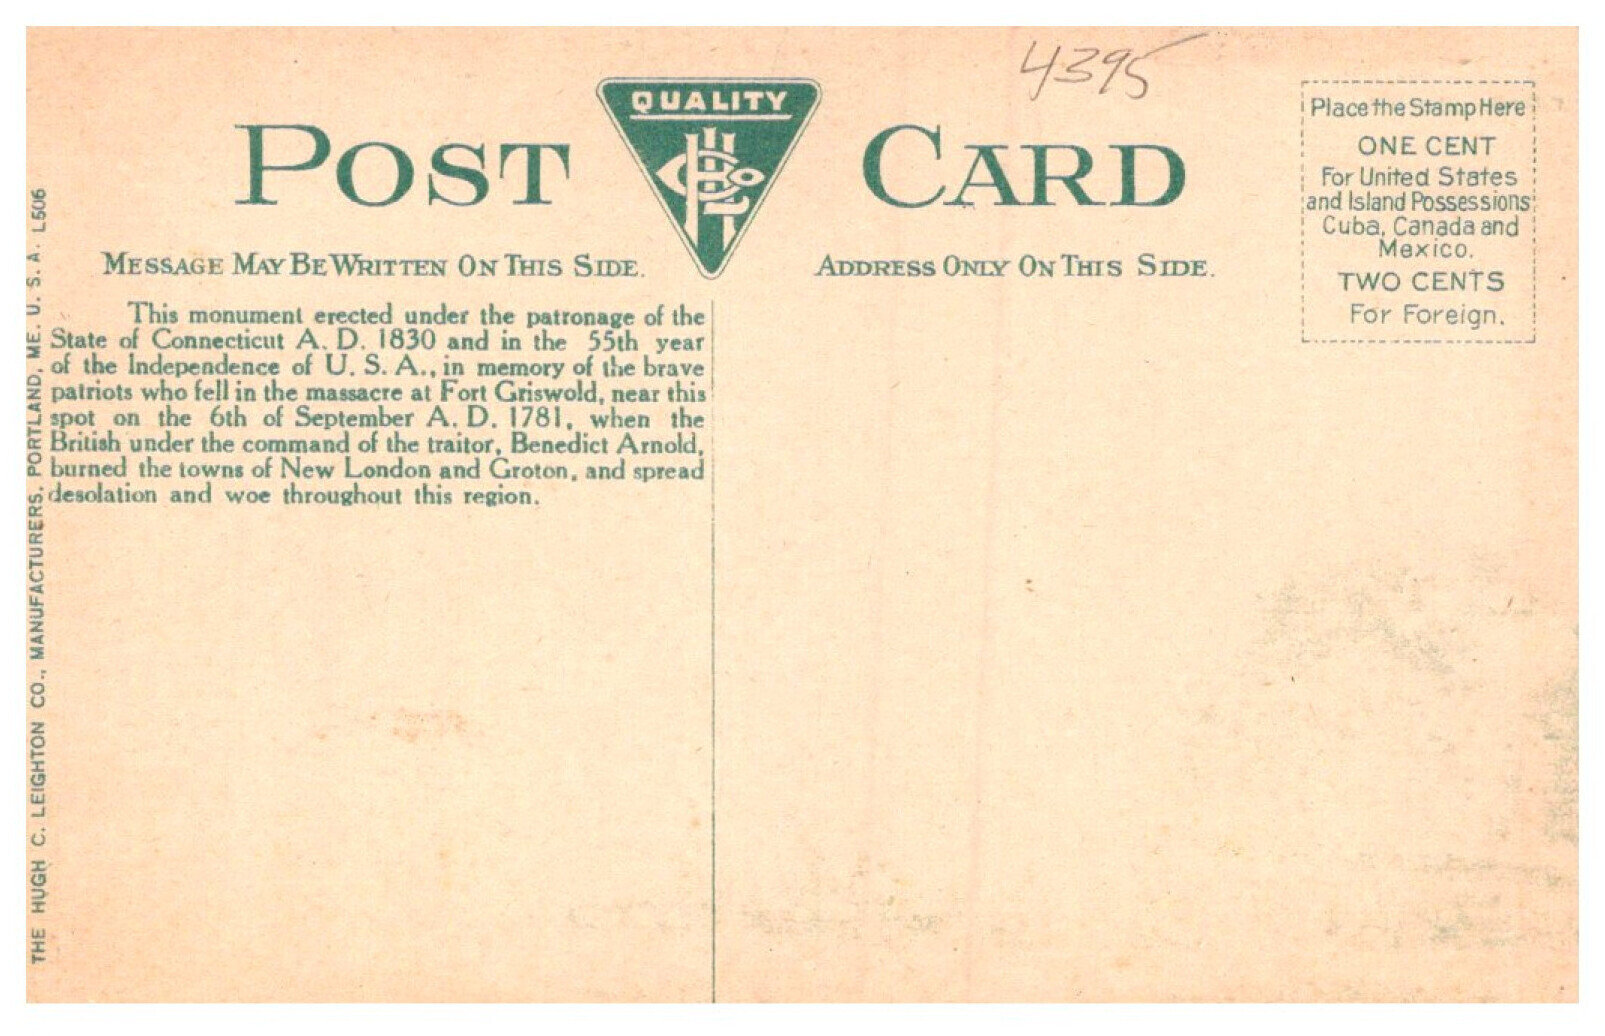 4395
QUALITY
POST CARD
MESSAGE MAY BE WRITTEN ON THIS SIDE.
ADDRESS ONLY ON THIS SIDE.
Place the Stamp Here
ONE CENT
For United States
and Island Possessions
Cuba, Canada and
Mexico.
TWO CENTS
For Foreign.
This monument erected under the patronage of the
State of Connecticut A. D. 1830 and in the 55th year
of the Independence of U. S. A., in memory of the brave
patriots who fell in the massacre at Fort Griswold, near this
spot on the 6th of September A. D. 1781, when the
British under the command of the traitor, Benedict Arnold,
burned the towns of New London and Groton, and spread
desolation and woe throughout this region.
THE HUGH C. LEIGHTON CO., MANUFACTURERS, PORTLAND, ME. U. S. A. L506